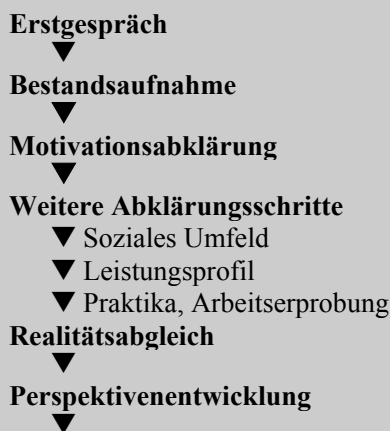 Erstgespräch
▼
Bestandsaufnahme
▼
Motivationsabklärung
▼
Weitere Abklärungsschritte
▼ Soziales Umfeld
▼ Leistungsprofil
▼ Praktika, Arbeitserprobung
Realitätsabgleich
▼
Perspektivenentwicklung
▼